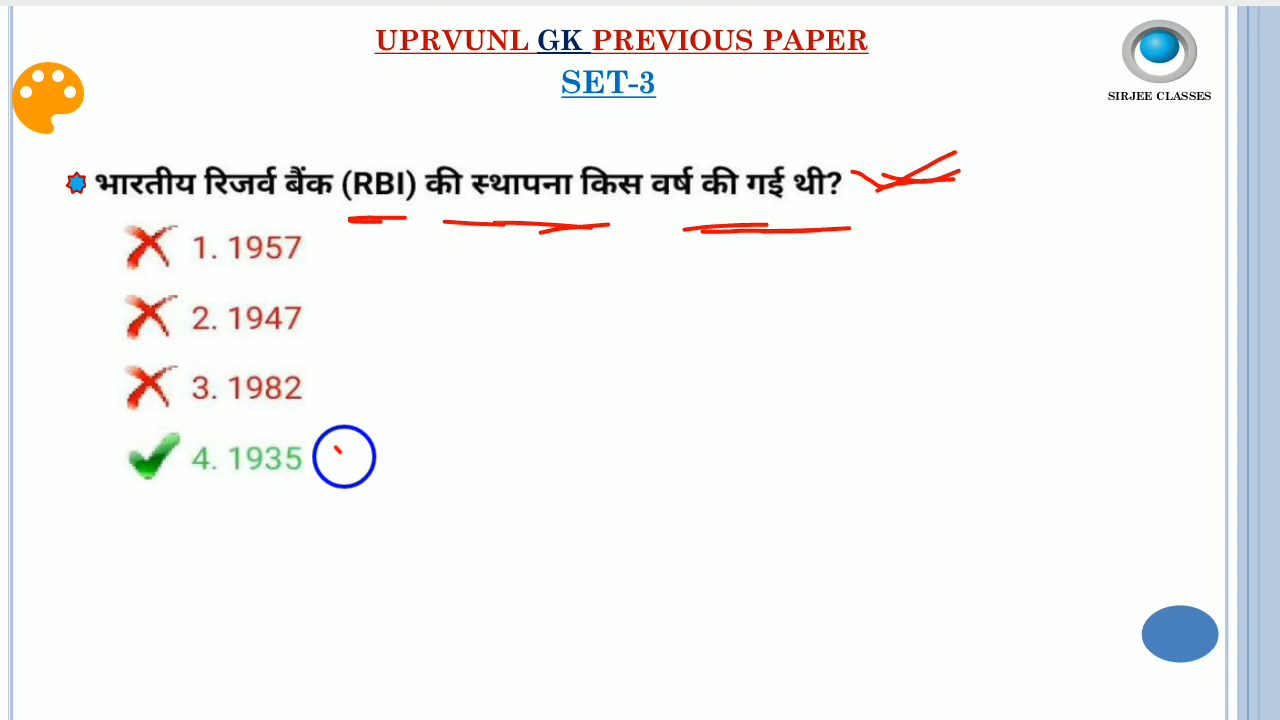 UPRVUNL GK PREVIOUS PAPER
SET-3
SIRJEE CLASSES
भारतीय रिजर्व बैंक (RBI) की स्थापना किस वर्ष की गई थी?
1. 1957
2. 1947
3. 1982
4. 1935